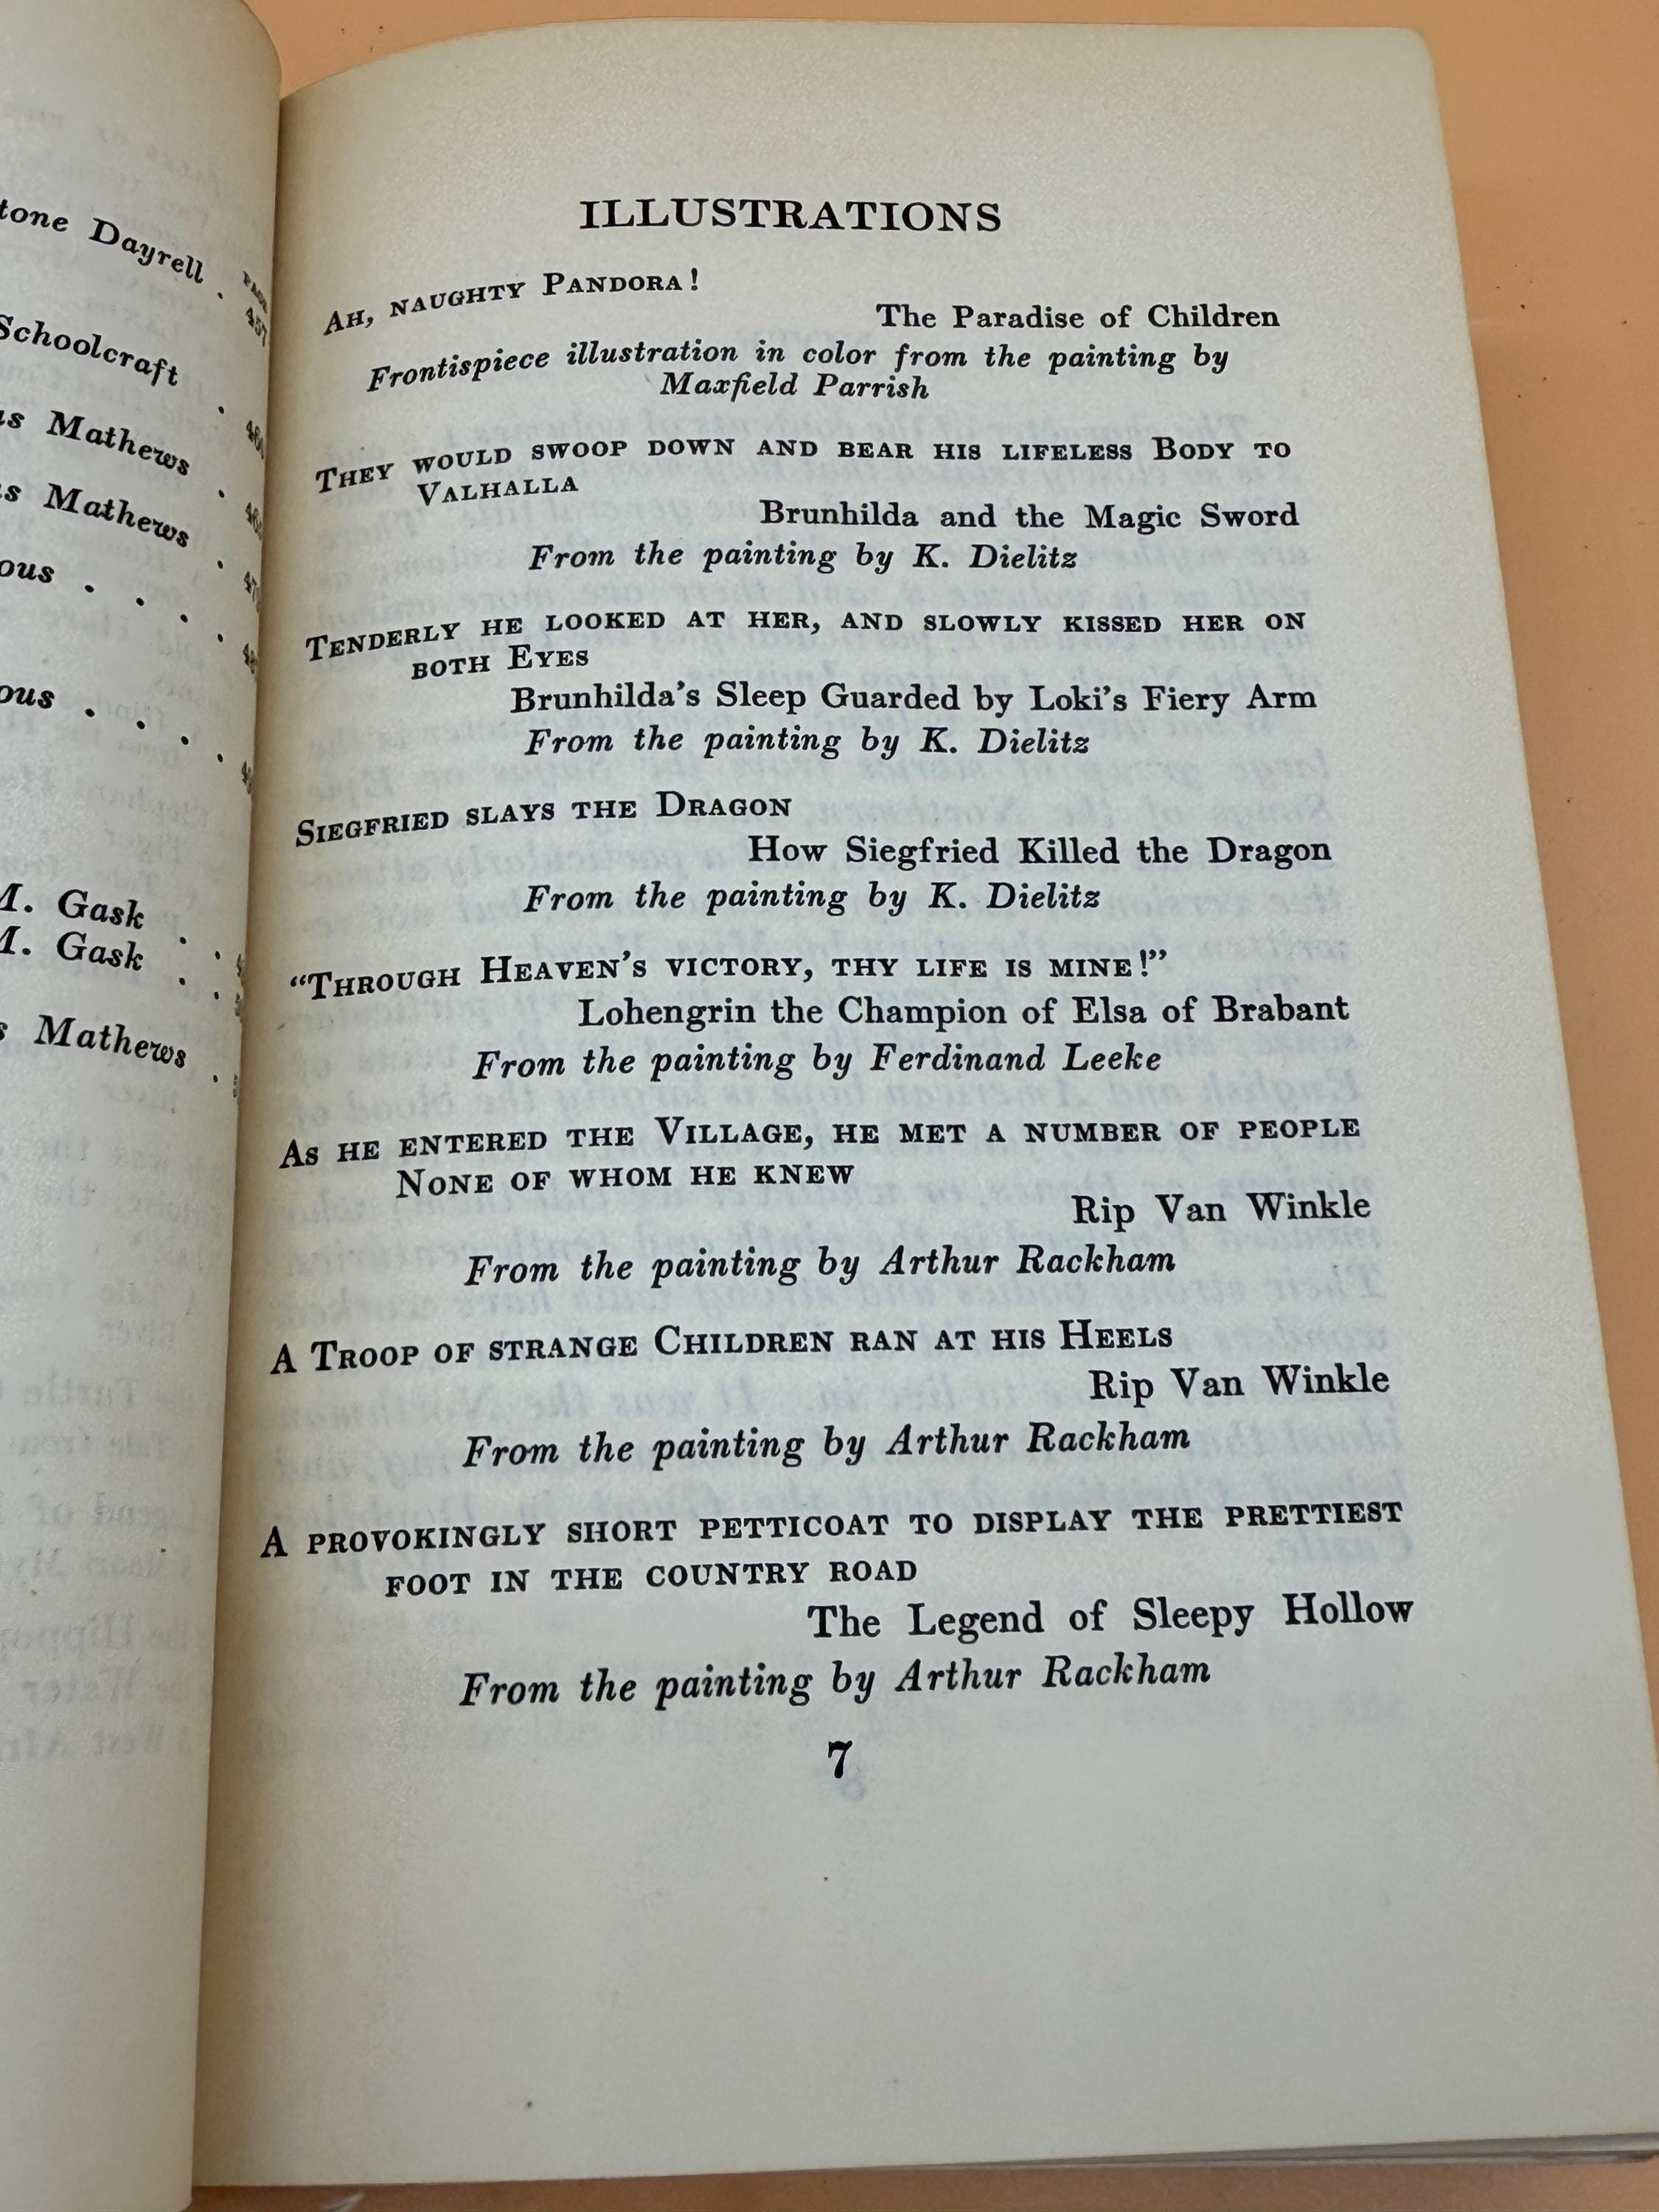 Dayrell .
PAGE
457
Schoolcraft .
Mathews .
Mathews .
. . . .
. . . .
M. Gask . .
M. Gask . .
Mathews .
ILLUSTRATIONS
AH, NAUGHTY PANDORA!
The Paradise of Children
Frontispiece illustration in color from the painting by
Maxfield Parrish
THEY WOULD SWOOP DOWN AND BEAR HIS LIFELESS BODY TO
VALHALLA
Brunhilda and the Magic Sword
From the painting by K. Dielitz
TENDERLY HE LOOKED AT HER, AND SLOWLY KISSED HER ON
BOTH EYES
Brunhilda's Sleep Guarded by Loki's Fiery Arm
From the painting by K. Dielitz
SIEGFRIED SLAYS THE DRAGON
How Siegfried Killed the Dragon
From the painting by K. Dielitz
“THROUGH HEAVEN'S VICTORY, THY LIFE IS MINE!”
Lohengrin the Champion of Elsa of Brabant
From the painting by Ferdinand Leeke
AS HE ENTERED THE VILLAGE, HE MET A NUMBER OF PEOPLE
NONE OF WHOM HE KNEW
Rip Van Winkle
From the painting by Arthur Rackham
A TROOP OF STRANGE CHILDREN RAN AT HIS HEELS
Rip Van Winkle
From the painting by Arthur Rackham
A PROVOKINGLY SHORT PETTICOAT TO DISPLAY THE PRETTIEST
FOOT IN THE COUNTRY ROAD
The Legend of Sleepy Hollow
From the painting by Arthur Rackham
7